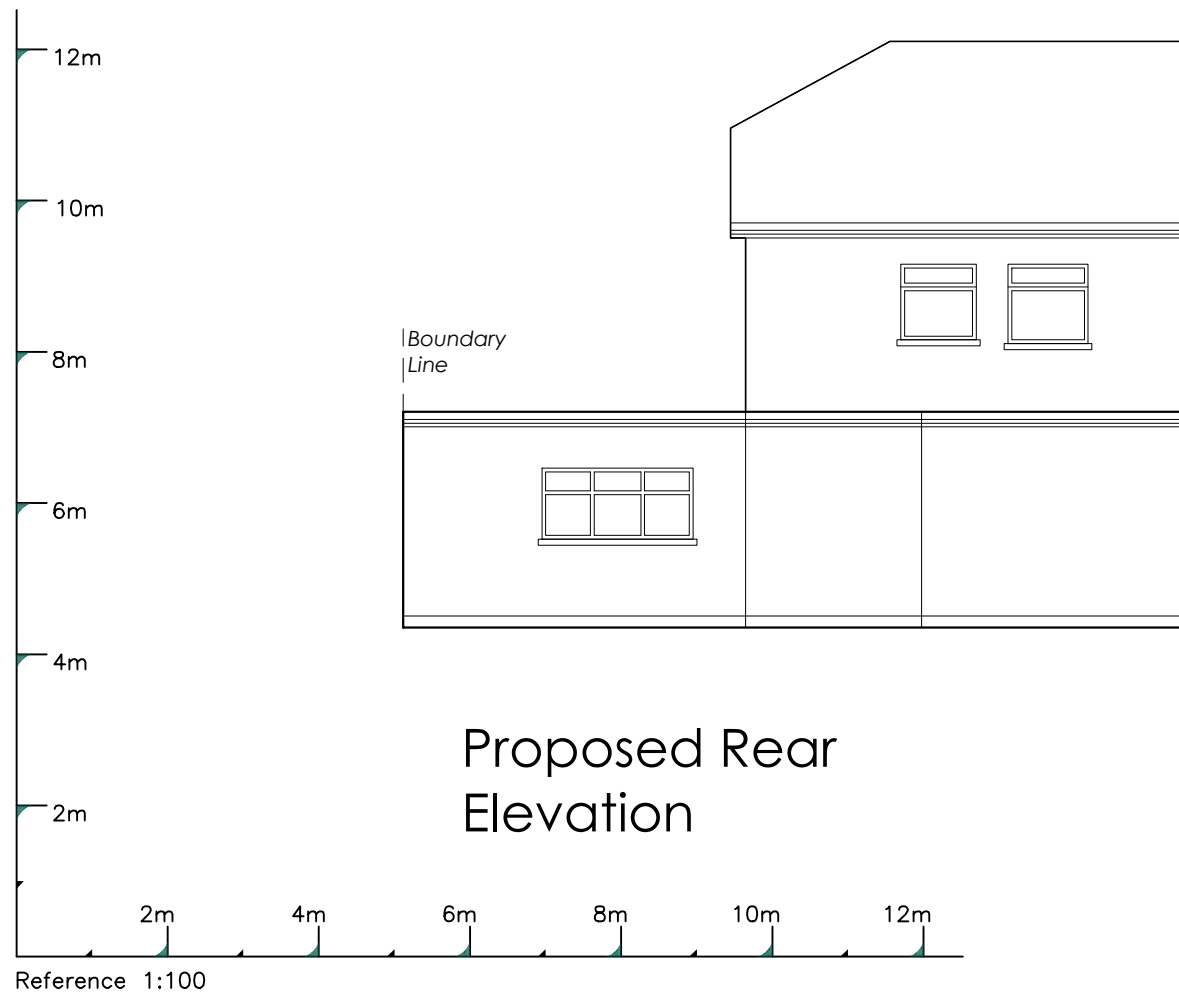 12m
10m
8m
6m
4m
2m
Boundary
Line
Proposed Rear
Elevation
2m
4m
6m
8m
10m
12m
Reference 1:100